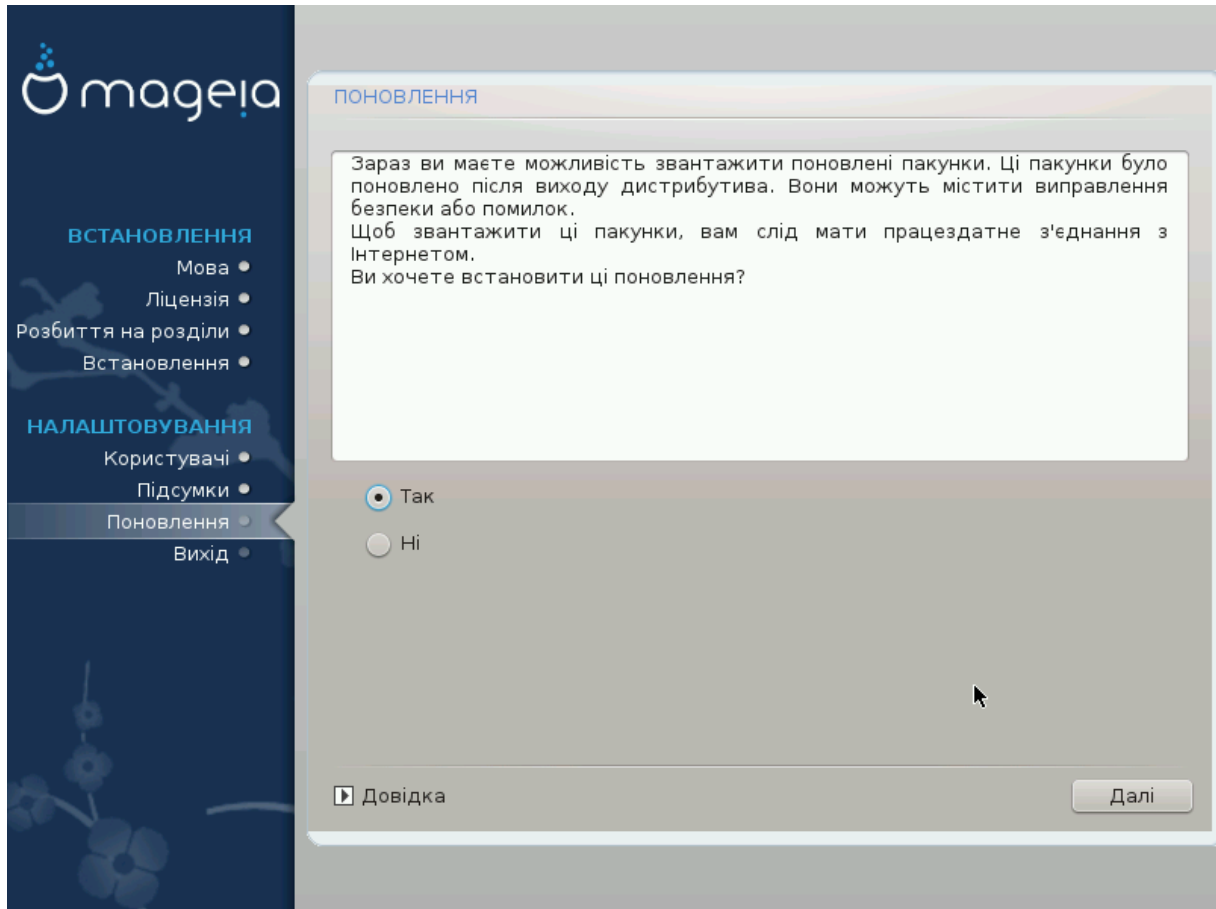 mageia
ВСТАНОВЛЕННЯ
Мова
Ліцензія
Розбиття на розділи
Встановлення
НАЛАШТОВУВАННЯ
Користувачі
Підсумки
Поновлення
Вихід
ПОНОВЛЕННЯ
Зараз ви маєте можливість звантажити поновлені пакунки. Ці пакунки було
поновлено після виходу дистрибутива. Вони можуть містити виправлення
безпеки або помилок.
Щоб звантажити ці пакунки, вам слід мати працездатне з'єднання з
Інтернетом.
Ви хочете встановити ці поновлення?
Так
Ні
Довідка
Далі